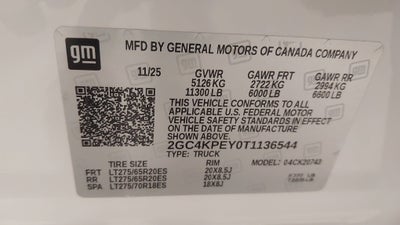 gm
MFD BY GENERAL MOTORS OF CANADA COMPANY
11/25 GVWR GAWR FRT GAWR RR
5126 KG 2722 KG 2994 KG
11300 LB 6000 LB 6600 LB
THIS VEHICLE CONFORMS TO ALL
APPLICABLE U.S. FEDERAL MOTOR
VEHICLE SAFETY STANDARDS IN
EFFECT ON THE DATE OF MANUFACTURE
SHOWN ABOVE.
2GC4KPEY0T1136544
TYPE: TRUCK 04CK20743
TIRE RIM
FRT LT275/65R20ES 20X8.5J
RR LT275/65R20ES 20X8.5J
SPA LT275/70R18ES 18X8J